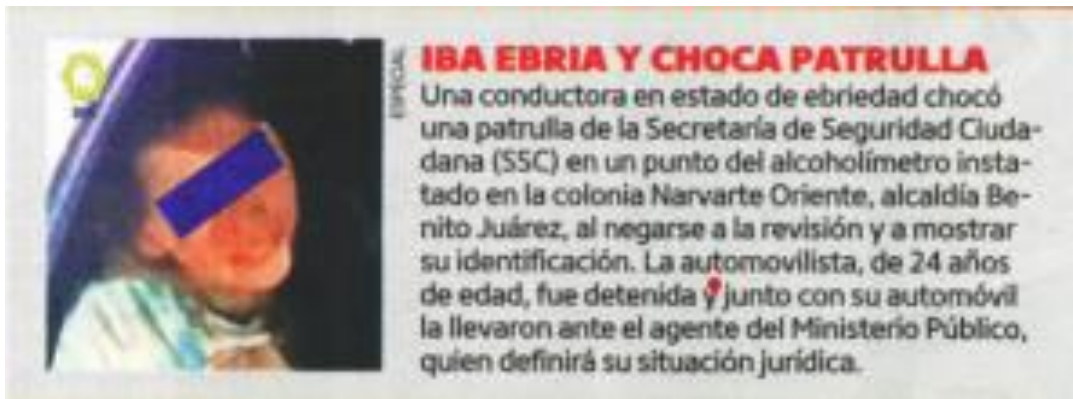 IBA EBRIA Y CHOCA PATRULLA
Una conductora en estado de ebriedad chocó
una patrulla de la Secretaría de Seguridad Ciuda-
dana (SSC) en un punto del alcoholímetro insta-
tado en la colonia Narvarte Oriente, alcaldía Be-
nito Juárez, al negarse a la revisión y a mostrar
su identificación. La automovilista, de 24 años
de edad, fue detenida y junto con su automóvil
la llevaron ante el agente del Ministerio Público,
quien definirá su situación jurídica.
ESPECIAL